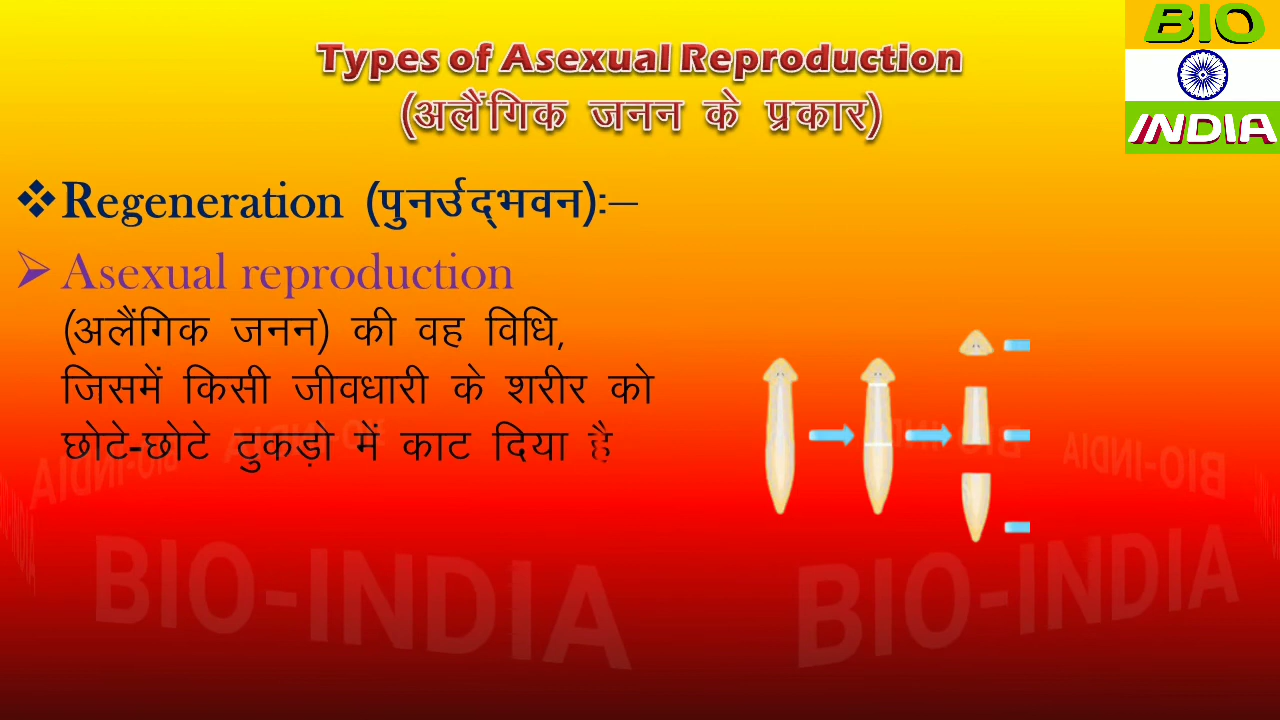 Types of Asexual Reproduction
(अलैंगिक जनन के प्रकार)
BIO
INDIA
❖Regeneration (पुनर्उद्भवन):–
➢Asexual reproduction
(अलैंगिक जनन) की वह विधि,
जिसमें किसी जीवधारी के शरीर को
छोटे-छोटे टुकड़ो में काट दिया है
BIO-INDIA
BIO-INDIA
BIO-INDIA
BIO-INDIA